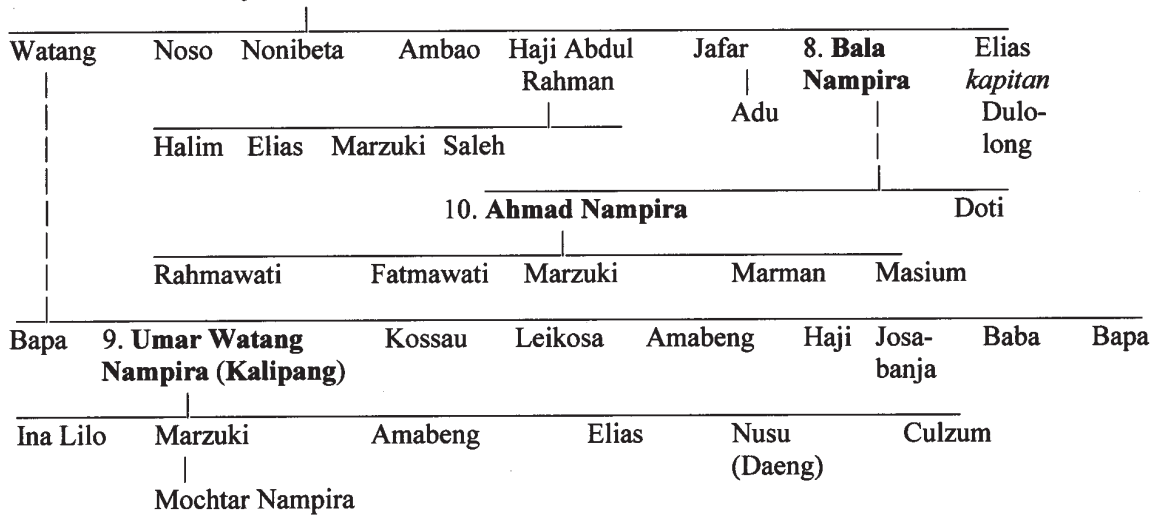 Watang Noso Nonibeta Ambao Haji Abdul Jafar 8. Bala Elias
Rahman Nampira kapitan
Adu Dulo-
Halim Elias Marzuki Saleh long
10. Ahmad Nampira Doti
Rahmawati Fatmawati Marzuki Marman Masium
Bapa 9. Umar Watang Kossau Leikosa Amabeng Haji Josa- Baba Bapa
Nampira (Kalipang) banja
Ina Lilo Marzuki Amabeng Elias Nusu Culzum
(Daeng)
Mochtar Nampira